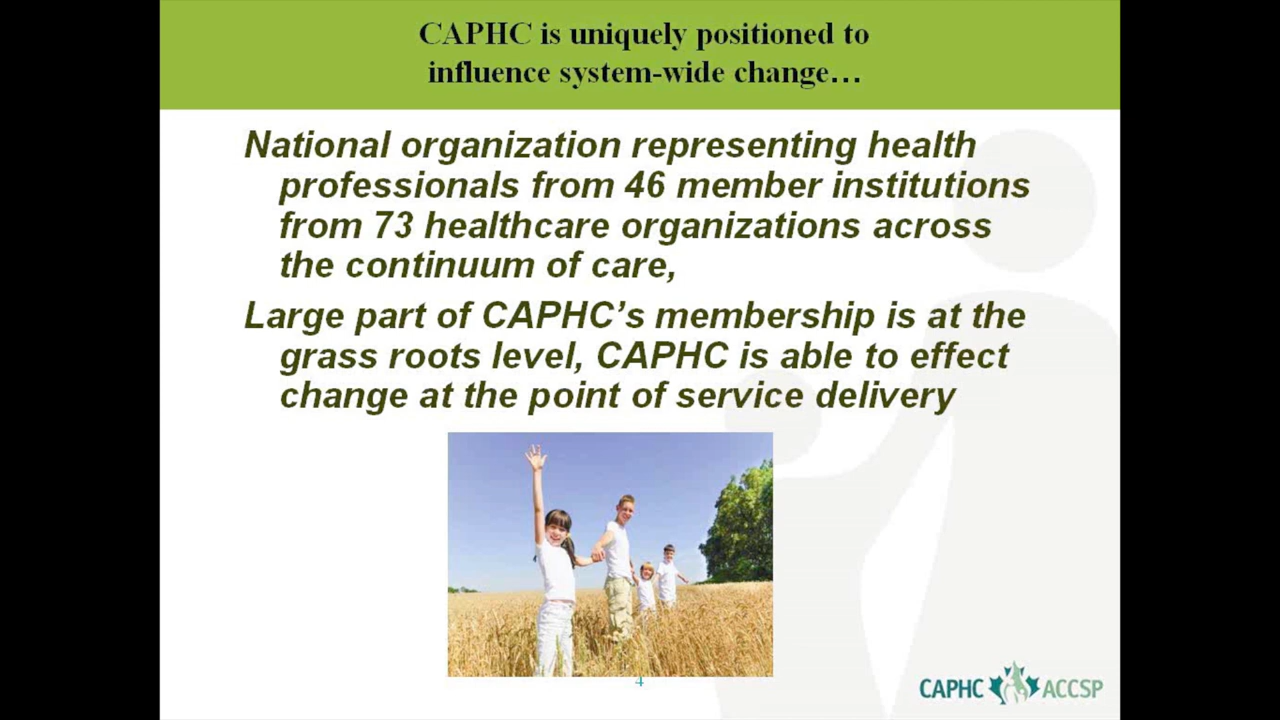 CAPHC is uniquely positioned to
influence system-wide change…
National organization representing health
professionals from 46 member institutions
from 73 healthcare organizations across
the continuum of care,
Large part of CAPHC’s membership is at the
grass roots level, CAPHC is able to effect
change at the point of service delivery
4
CAPHC ACCSP